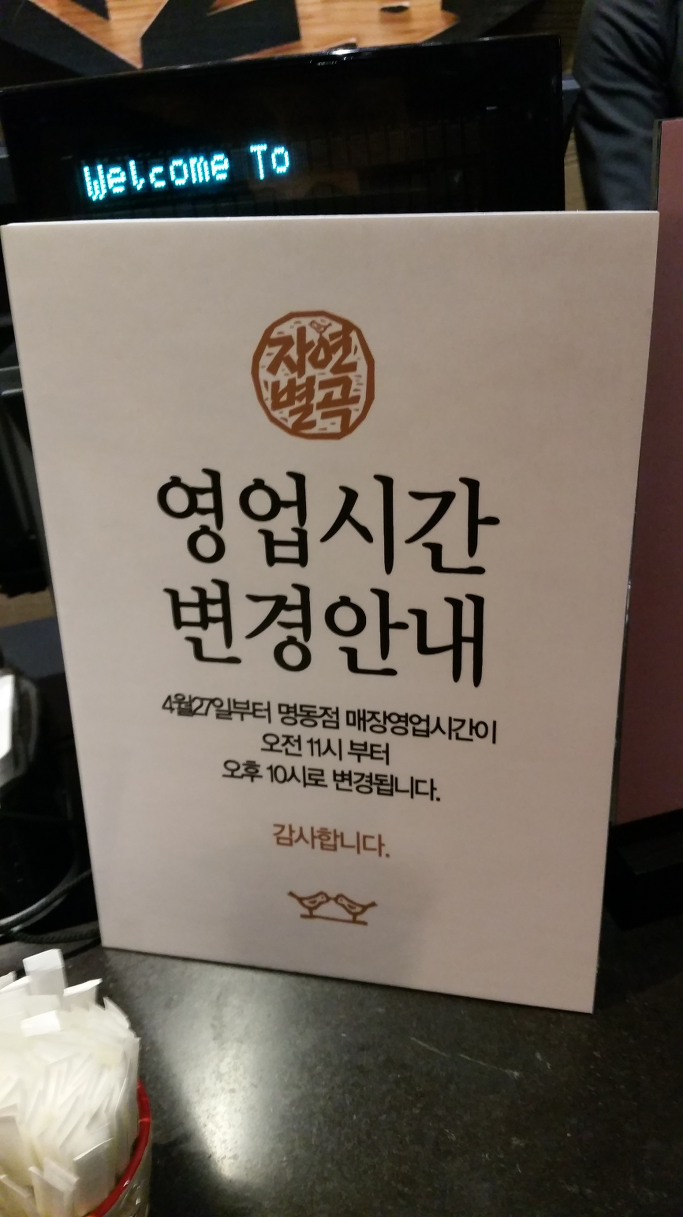 Welcome To
자연
별곡
영업시간
변경안내
4월27일부터 명동점 매장영업시간이
오전 11시 부터
오후 10시로 변경됩니다.
감사합니다.